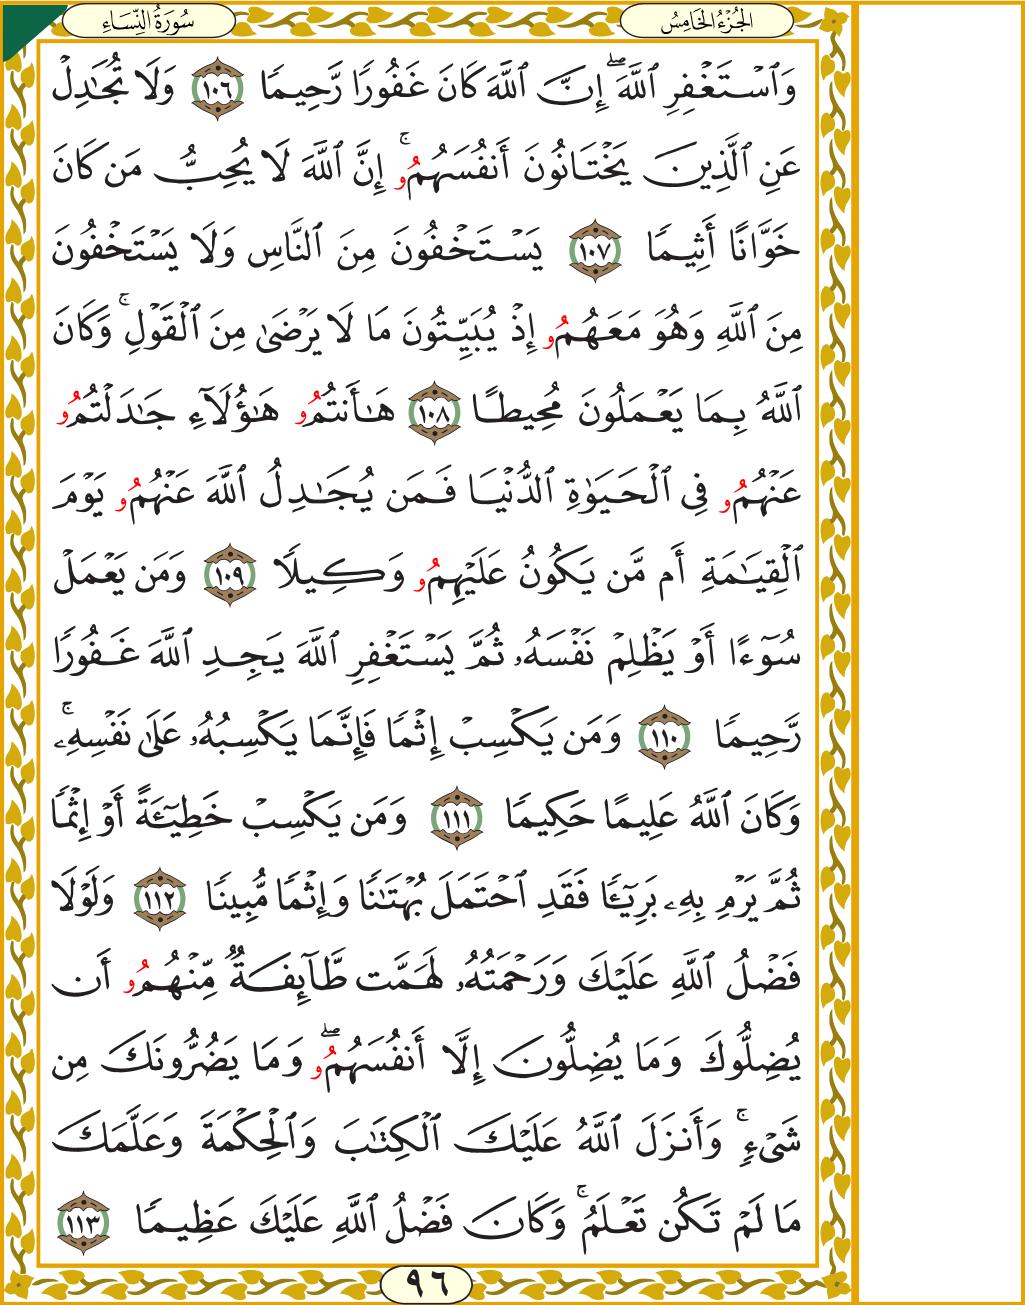 الجُزْءُ الخَامِسُ
سُورَةُ النِّسَاءِ
وَٱسْتَغْفِرِ ٱللَّهَۖ إِنَّ ٱللَّهَ كَانَ غَفُورًا رَّحِيمًا ١٠٦ وَلَا تُجَٰدِلْ
عَنِ ٱلَّذِينَ يَخْتَانُونَ أَنفُسَهُمُۥۚ إِنَّ ٱللَّهَ لَا يُحِبُّ مَن كَانَ
خَوَّانًا أَثِيمًا ١٠٧ يَسْتَخْفُونَ مِنَ ٱلنَّاسِ وَلَا يَسْتَخْفُونَ
مِنَ ٱللَّهِ وَهُوَ مَعَهُمُۥ إِذْ يُبَيِّتُونَ مَا لَا يَرْضَىٰ مِنَ ٱلْقَوْلِۚ وَكَانَ
ٱللَّهُ بِمَا يَعْمَلُونَ مُحِيطًا ١٠٨ هَٰٓأَنتُمُۥ هَٰٓؤُلَآءِ جَٰدَلْتُمُۥ
عَنْهُمُۥ فِي ٱلْحَيَوٰةِ ٱلدُّنْيَا فَمَن يُجَٰدِلُ ٱللَّهَ عَنْهُمُۥ يَوْمَ
ٱلْقِيَٰمَةِ أَم مَّن يَكُونُ عَلَيْهِمُۥ وَكِيلًا ١٠٩ وَمَن يَعْمَلْ
سُوٓءًا أَوْ يَظْلِمْ نَفْسَهُۥ ثُمَّ يَسْتَغْفِرِ ٱللَّهَ يَجِدِ ٱللَّهَ غَفُورًا
رَّحِيمًا ١١٠ وَمَن يَكْسِبْ إِثْمًا فَإِنَّمَا يَكْسِبُهُۥ عَلَىٰ نَفْسِهِۦۚ
وَكَانَ ٱللَّهُ عَلِيمًا حَكِيمًا ١١١ وَمَن يَكْسِبْ خَطِيٓـَٔةً أَوْ إِثْمًا
ثُمَّ يَرْمِ بِهِۦ بَرِيٓـًٔا فَقَدِ ٱحْتَمَلَ بُهْتَٰنًا وَإِثْمًا مُّبِينًا ١١٢ وَلَوْلَا
فَضْلُ ٱللَّهِ عَلَيْكَ وَرَحْمَتُهُۥ لَهَمَّت طَّآئِفَةٌ مِّنْهُمُۥ أَن
يُضِلُّوكَ وَمَا يُضِلُّونَ إِلَّا أَنفُسَهُمُۥۖ وَمَا يَضُرُّونَكَ مِن
شَيْءٍۚ وَأَنزَلَ ٱللَّهُ عَلَيْكَ ٱلْكِتَٰبَ وَٱلْحِكْمَةَ وَعَلَّمَكَ
مَا لَمْ تَكُن تَعْلَمُۚ وَكَانَ فَضْلُ ٱللَّهِ عَلَيْكَ عَظِيمًا ١١٣
٩٦